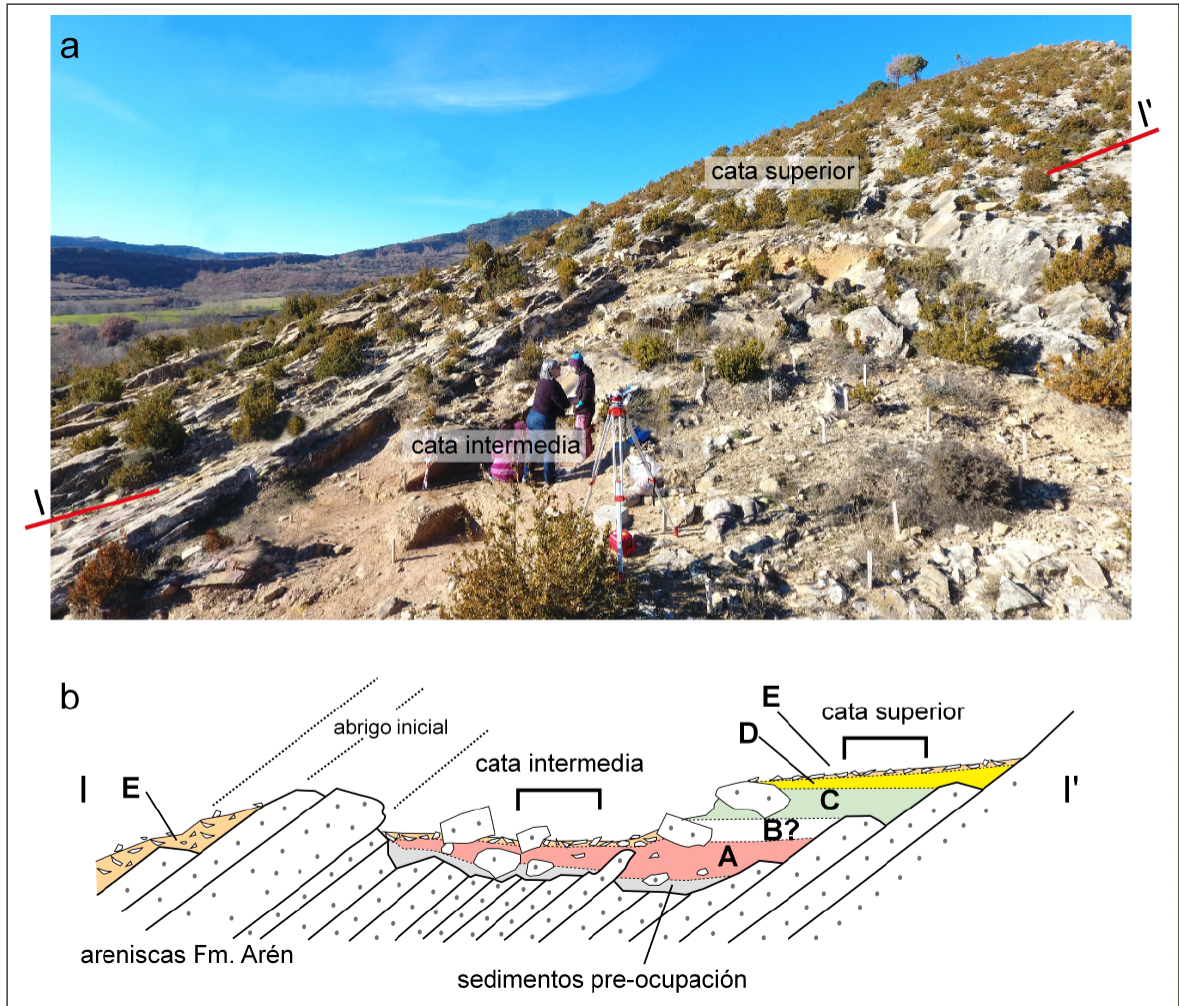 a
I'
cata superior
cata intermedia
I
b
E
cata superior
abrigo inicial
D
cata intermedia
I
E
I'
C
E
B?
A
areniscas Fm. Arén
sedimentos pre-ocupación